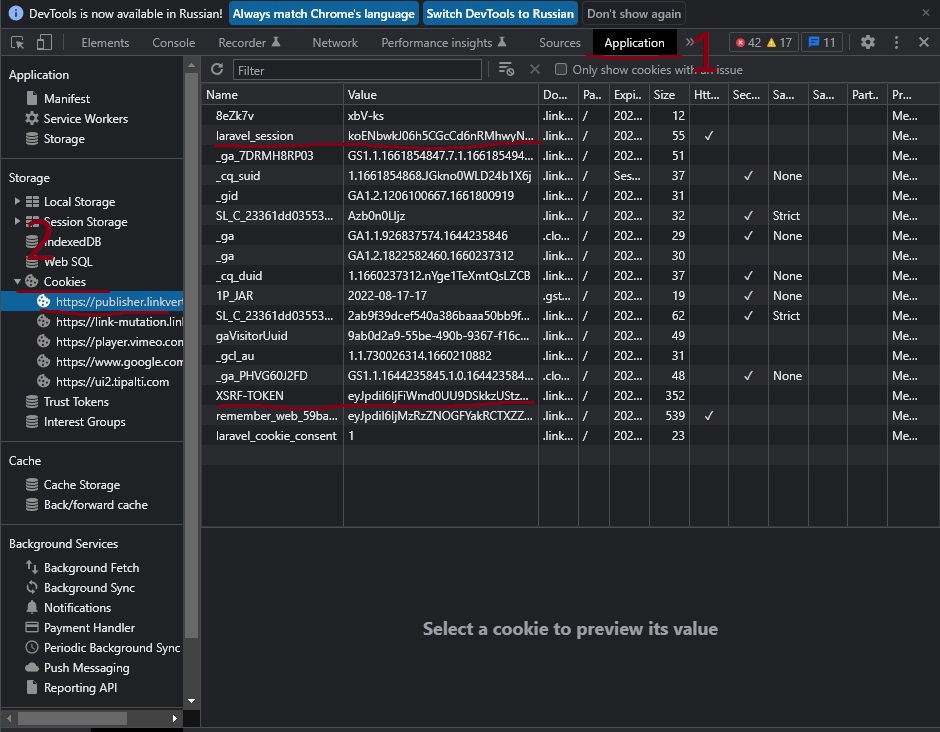 DevTools is now available in Russian! Always match Chrome's language Switch DevTools to Russian Don't show again
Elements Console Recorder Network Performance insights Sources Application 1 42 17 11
Filter Only show cookies with an issue
Application
Manifest
Service Workers
Storage
Storage
Local Storage
Session Storage
2
IndexedDB
Web SQL
Cookies
https://publisher.linkvert
https://link-mutation.linl
https://player.vimeo.com
https://www.google.com
https://ui2.tipalti.com
Trust Tokens
Interest Groups
Cache
Cache Storage
Back/forward cache
Background Services
Background Fetch
Background Sync
Notifications
Payment Handler
Periodic Background Sync
Push Messaging
Reporting API
Name Value Do... Pa.. Expi... Size Htt... Sec... Sa... Sa... Part.. Pr...
8eZk7v xbV-ks .link... / 202... 12 Me...
laravel_session koENbwkJ06h5CGcCd6nRMhwyN... .link... / 202... 55 ✓ Me...
_ga_7DRMH8RP03 GS1.1.1661854847.7.1.166185494... .link... / 202... 51 Me...
_cq_suid 1.1661854868.JGkno0WLD24b1X6j .link... / Ses... 37 ✓ None Me...
_gid GA1.2.1206100667.1661800919 .link... / 202... 31 Me...
SL_C_23361dd03553... Azb0n0Ljjz .link... / 202... 32 ✓ Strict Me...
_ga GA1.1.926837574.1644235846 .clo... / 202... 29 ✓ None Me...
_ga GA1.2.1822582460.1660237312 .link... / 202... 30 Me...
_cq_duid 1.1660237312.nYge1TeXmtQsLZCB .link... / 202... 37 ✓ None Me...
1P_JAR 2022-08-17-17 .gst... / 202... 19 ✓ None Me...
SL_C_23361dd03553... 2ab9f39dcef540a386baaa50bb9f... .link... / 202... 62 ✓ Strict Me...
gaVisitorUuid 9ab0d2a9-55be-490b-9367-f16c... .link... / 202... 49 Me...
_gcl_au 1.1.730026314.1660210882 .link... / 202... 31 Me...
_ga_PHVG60J2FD GS1.1.1644235845.1.0.164423584... .clo... / 202... 48 ✓ None Me...
XSRF-TOKEN eyJpdiI6IjFiWmd0UU9DSkkzUStz... .link... / 202... 352 Me...
remember_web_59ba... eyJpdiI6IjMzRzZNOGFYakRCTXZZ... .link... / 202... 539 ✓ Me...
laravel_cookie_consent 1 .link... / 202... 23 Me...
Select a cookie to preview its value